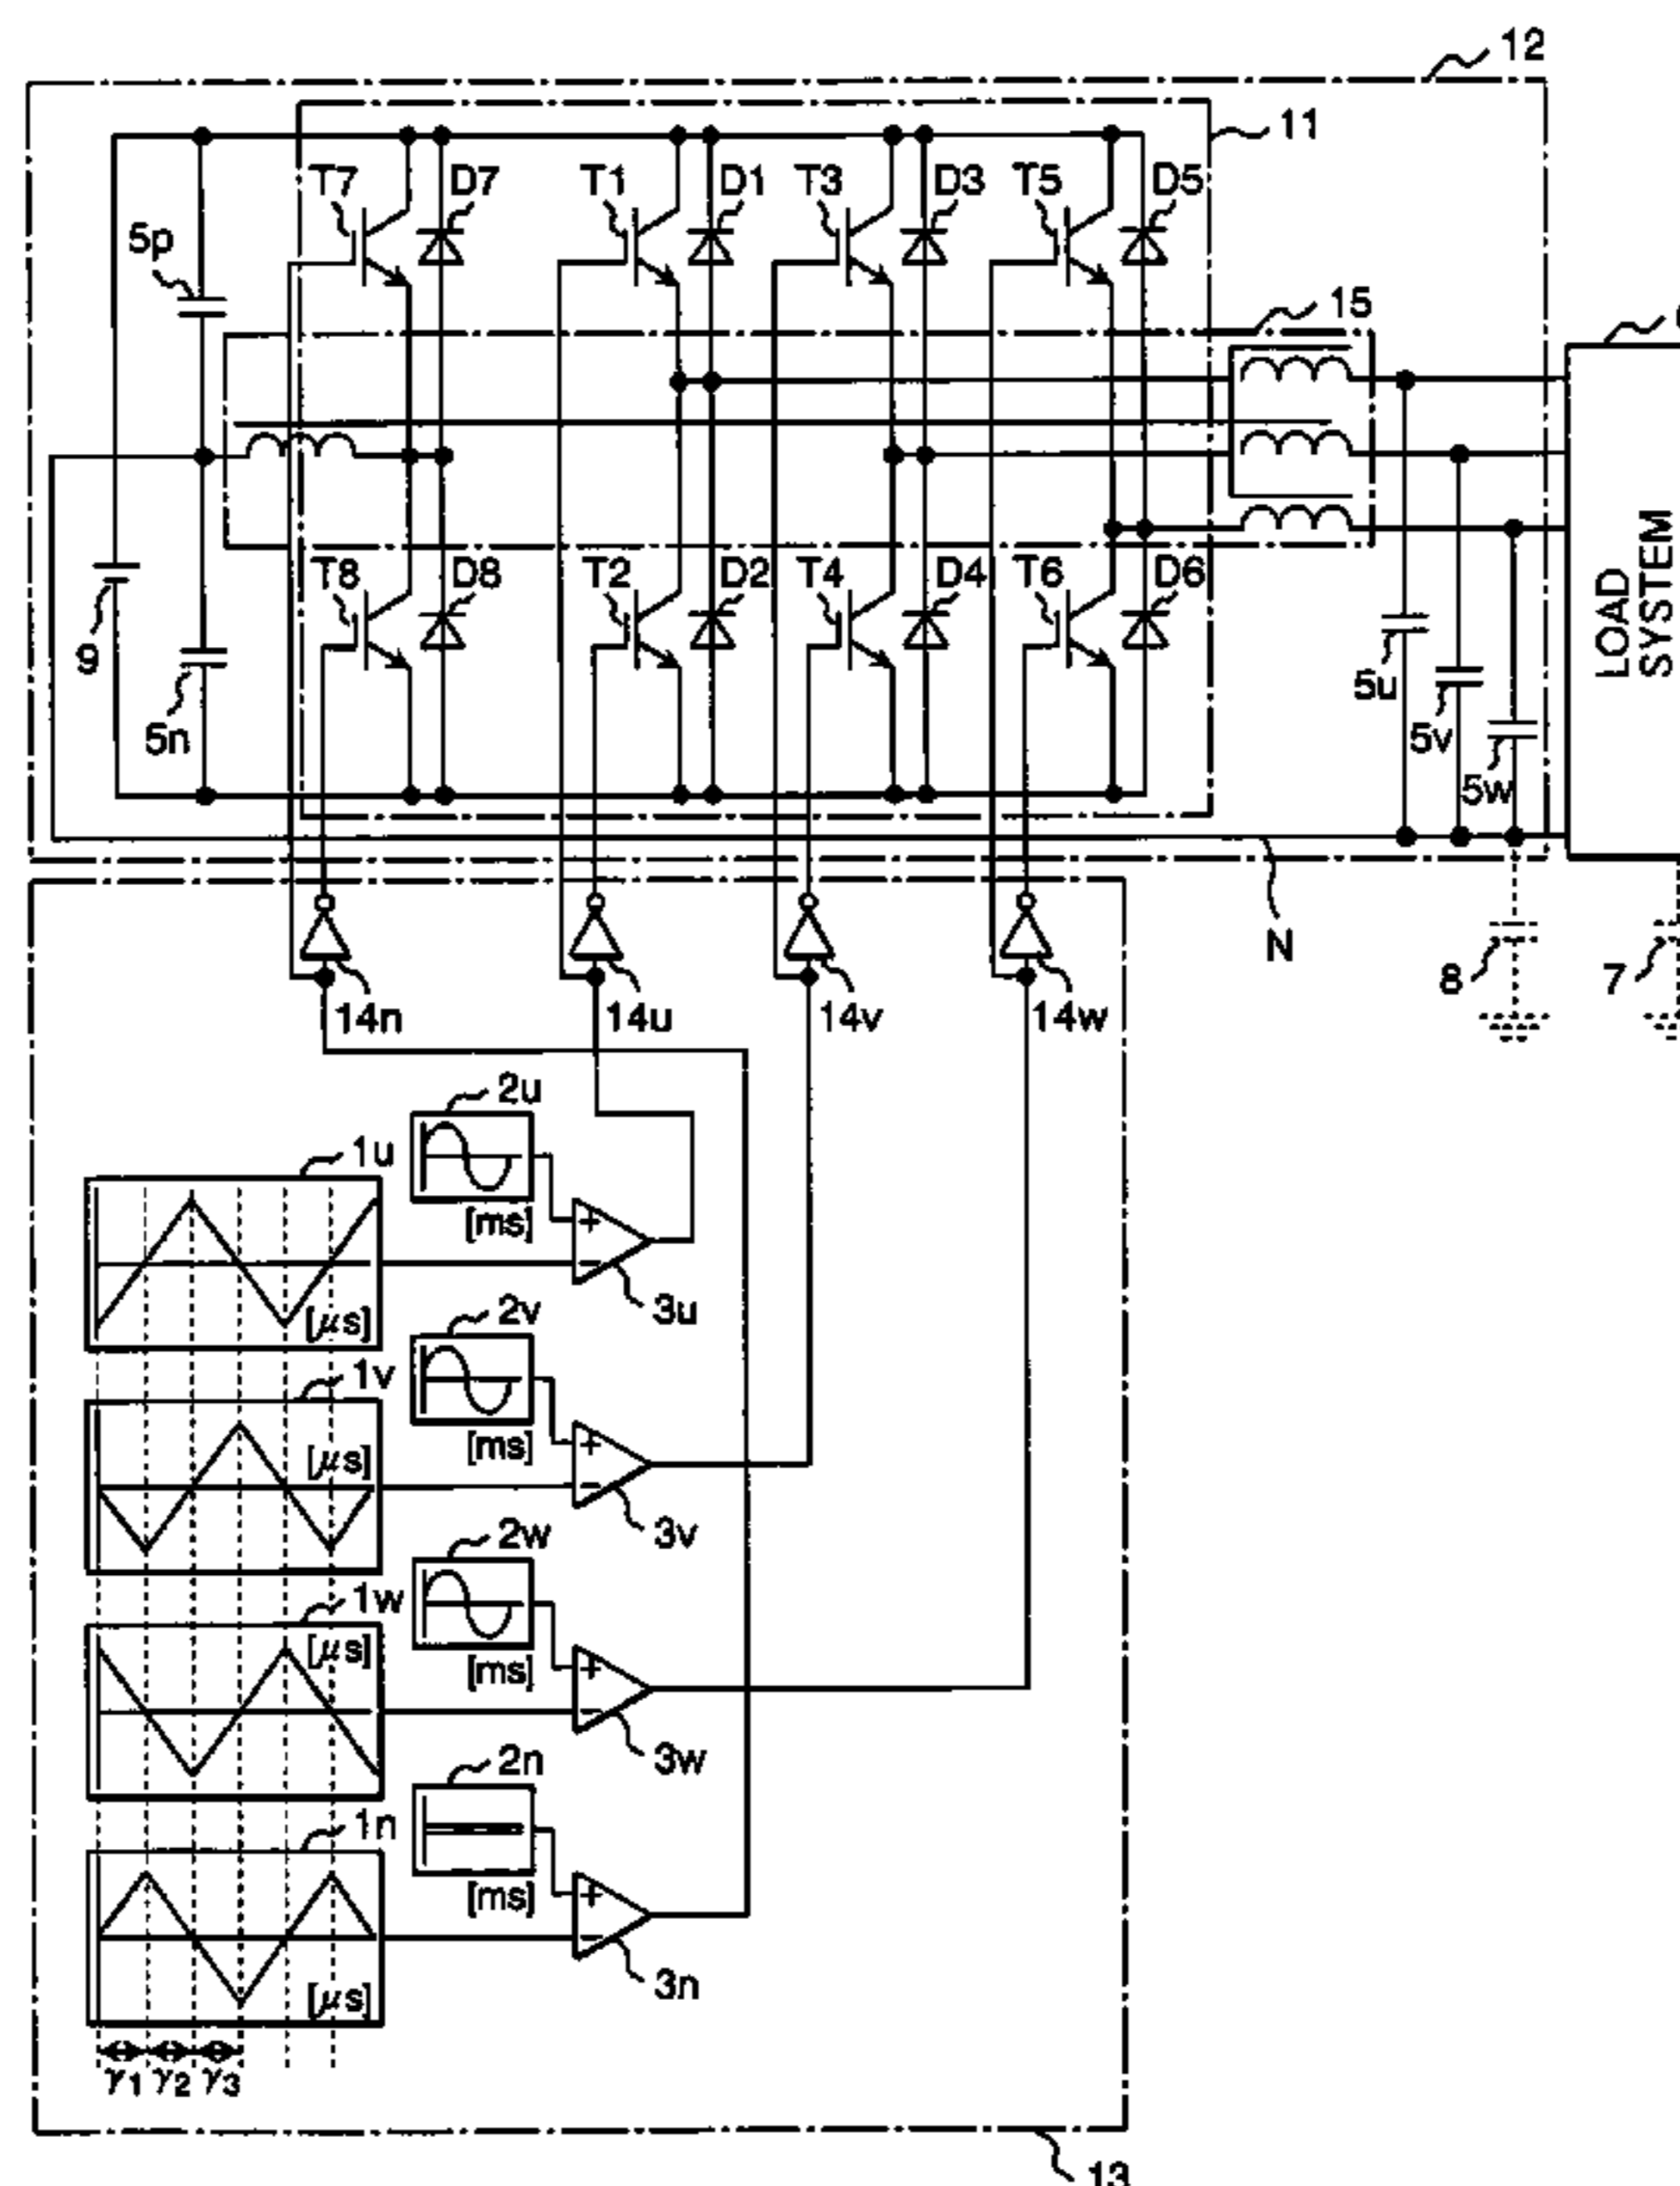 12
11
T7
D7
T1
D1
T3
D3
T5
D5
5p
15
T8
D8
T2
D2
T4
D4
T6
D6
9
5n
5u
5v
5w
LOAD
SYSTEM
N
8
7
14n
14u
14v
14w
2u
[ms]
1u
[μs]
3u
2v
[ms]
1v
[μs]
3v
2w
[ms]
1w
[μs]
3w
2n
[ms]
1n
[μs]
3n
γ1 γ2 γ3
13